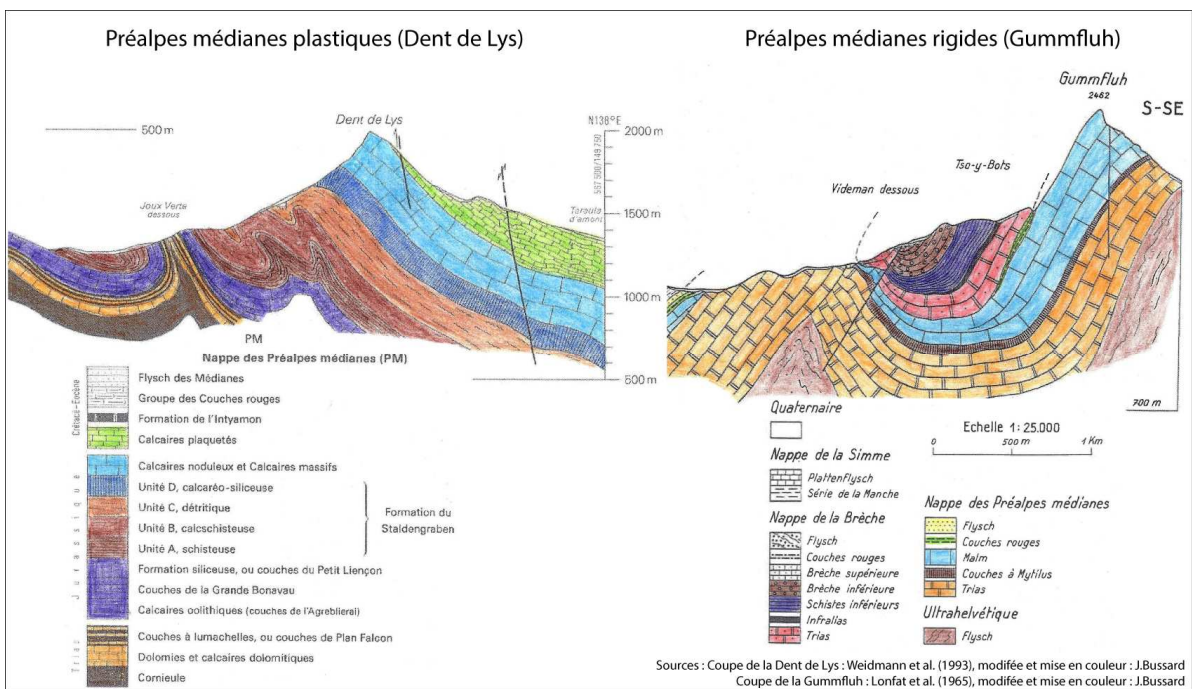 Préalpes médianes plastiques (Dent de Lys)
500 m
Dent de Lys
N138°E
2000 m
Joux Verte
dessous
1500 m
d'amont
1000 m
PM
Nappe des Préalpes médianes (PM)
Crétacé-Eocène
Flysch des Médianes
Groupe des Couches rouges
Formation de l'Intyamon
Calcaires plaquetés
Jurassique
Calcaires noduleux et Calcaires massifs
Unité D, calcaréo-siliceuse
Unité C, détritique
Unité B, calcschisteuse
Unité A, schisteuse
Formation du
Staldengraben
Formation siliceuse, ou couches du Petit Liençon
Couches de la Grande Bonavau
Calcaires oolithiques (couches de l'Agreblierai)
Trias
Couches à lumachelles, ou couches de Plan Falcon
Dolomies et calcaires dolomitiques
Cornieule
Préalpes médianes rigides (Gummfluh)
Gummfluh
2462
S-SE
Tso-y-Bots
Videman dessous
700 m
Quaternaire
Echelle 1:25.000
0 500 m 1 Km
Nappe de la Simme
Plattenflysch
Série de la Manche
Nappe de la Brèche
Flysch
Couches rouges
Brèche supérieure
Brèche inférieure
Schistes inférieurs
Infralias
Trias
Nappe des Préalpes médianes
Flysch
Couches rouges
Malm
Couches à Mytilus
Trias
Ultrahelvétique
Flysch
Sources : Coupe de la Dent de Lys : Weidmann et al. (1993), modifée et mise en couleur : J.Bussard
Coupe de la Gummfluh : Lonfat et al. (1965), modifée et mise en couleur : J.Bussard